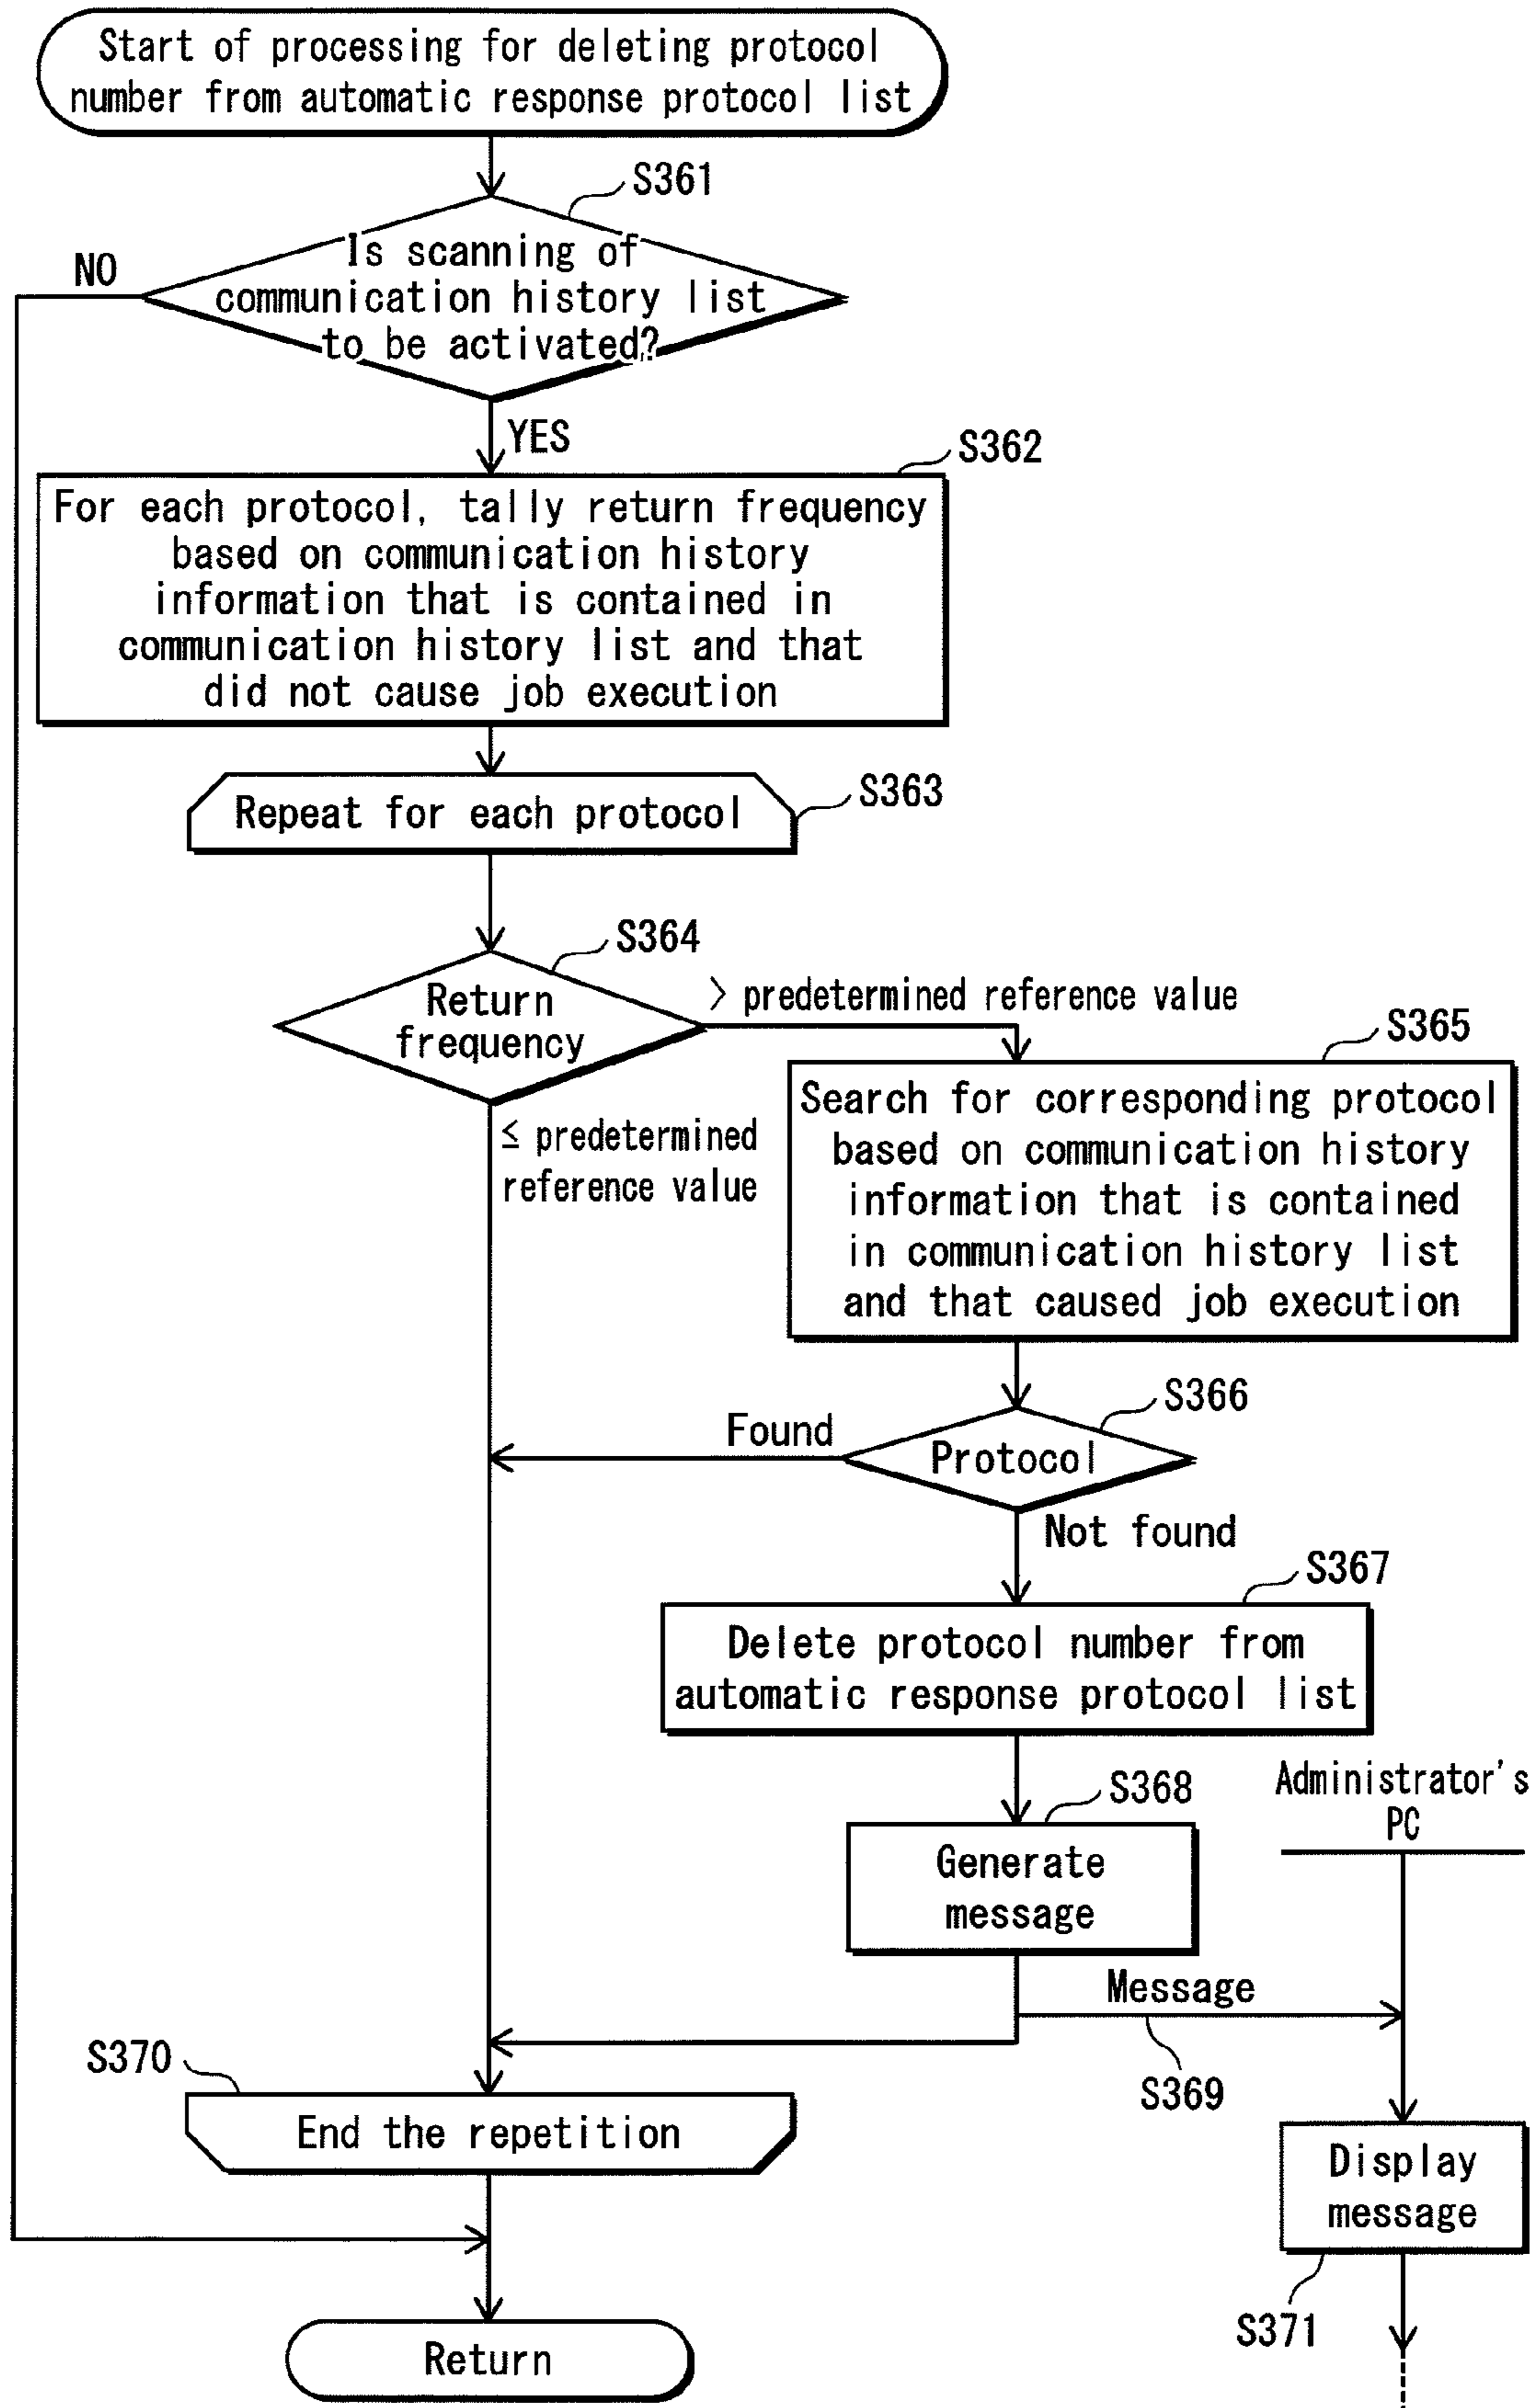 Start of processing for deleting protocol
number from automatic response protocol list
S361
Is scanning of
communication history list
to be activated?
NO
YES
S362
For each protocol, tally return frequency
based on communication history
information that is contained in
communication history list and that
did not cause job execution
Repeat for each protocol
S363
S364
Return
frequency
> predetermined reference value
≤ predetermined
reference value
S365
Search for corresponding protocol
based on communication history
information that is contained
in communication history list
and that caused job execution
S366
Protocol
Found
Not found
S367
Delete protocol number from
automatic response protocol list
S368
Generate
message
Administrator's
PC
Message
S369
S370
End the repetition
Display
message
S371
Return